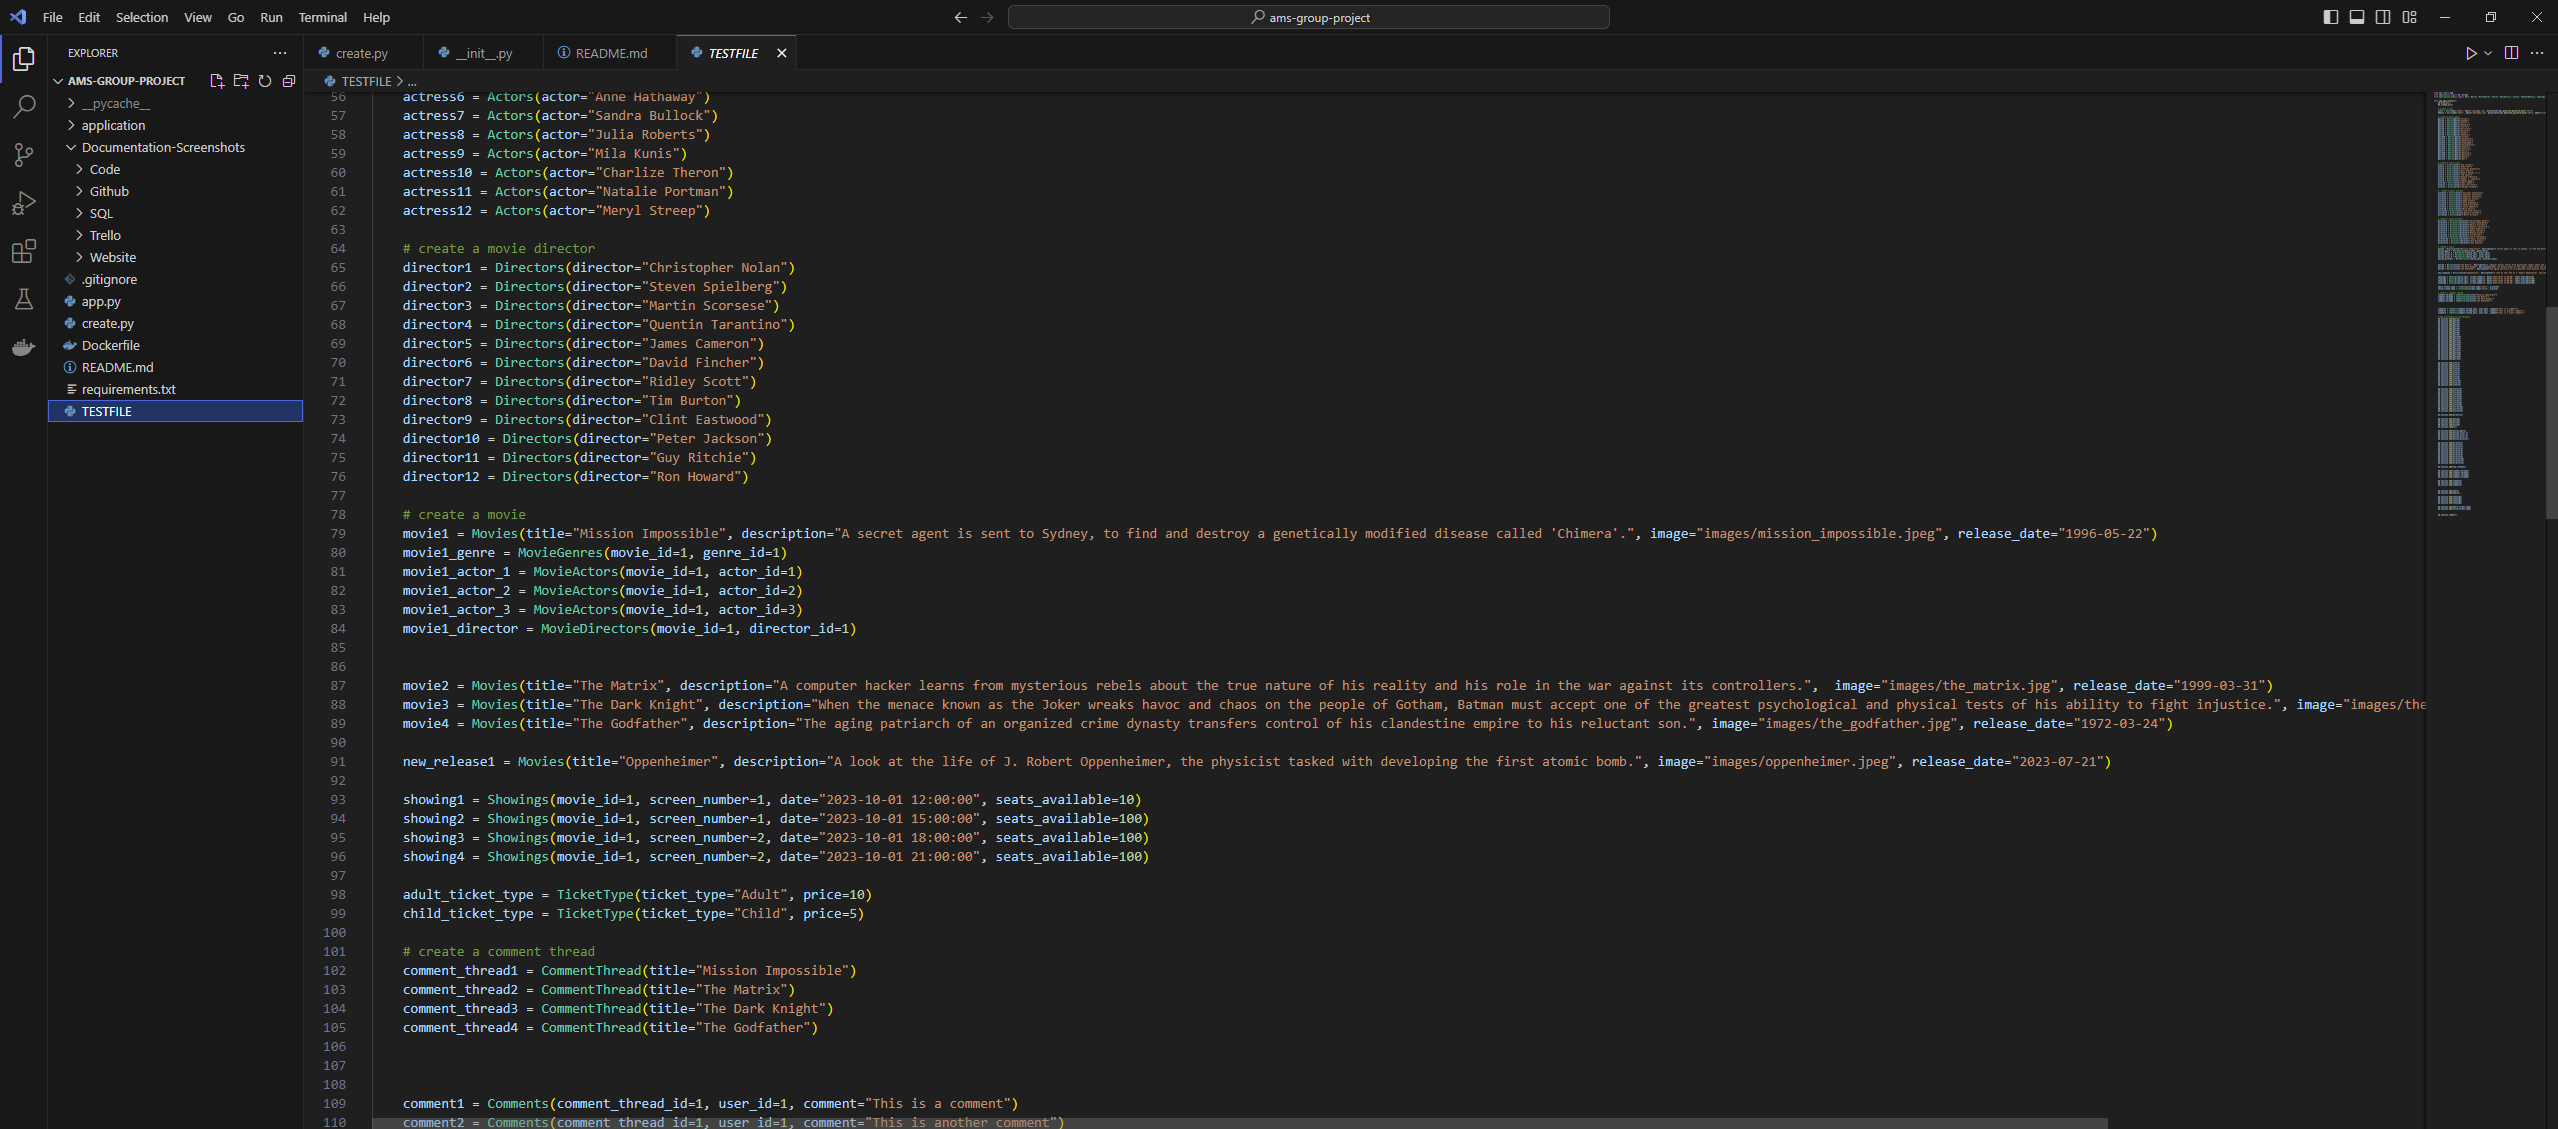 File Edit Selection View Go Run Terminal Help
ams-group-project
EXPLORER
AMS-GROUP-PROJECT
__pycache__
application
Documentation-Screenshots
Code
Github
SQL
Trello
Website
.gitignore
app.py
create.py
Dockerfile
README.md
requirements.txt
TESTFILE
create.py __init__.py README.md TESTFILE
TESTFILE > ...
56 actress6 = Actors(actor="Anne Hathaway")
57 actress7 = Actors(actor="Sandra Bullock")
58 actress8 = Actors(actor="Julia Roberts")
59 actress9 = Actors(actor="Mila Kunis")
60 actress10 = Actors(actor="Charlize Theron")
61 actress11 = Actors(actor="Natalie Portman")
62 actress12 = Actors(actor="Meryl Streep")
63
64 # create a movie director
65 director1 = Directors(director="Christopher Nolan")
66 director2 = Directors(director="Steven Spielberg")
67 director3 = Directors(director="Martin Scorsese")
68 director4 = Directors(director="Quentin Tarantino")
69 director5 = Directors(director="James Cameron")
70 director6 = Directors(director="David Fincher")
71 director7 = Directors(director="Ridley Scott")
72 director8 = Directors(director="Tim Burton")
73 director9 = Directors(director="Clint Eastwood")
74 director10 = Directors(director="Peter Jackson")
75 director11 = Directors(director="Guy Ritchie")
76 director12 = Directors(director="Ron Howard")
77
78 # create a movie
79 movie1 = Movies(title="Mission Impossible", description="A secret agent is sent to Sydney, to find and destroy a genetically modified disease called 'Chimera'.", image="images/mission_impossible.jpeg", release_date="1996-05-22")
80 movie1_genre = MovieGenres(movie_id=1, genre_id=1)
81 movie1_actor_1 = MovieActors(movie_id=1, actor_id=1)
82 movie1_actor_2 = MovieActors(movie_id=1, actor_id=2)
83 movie1_actor_3 = MovieActors(movie_id=1, actor_id=3)
84 movie1_director = MovieDirectors(movie_id=1, director_id=1)
85
86
87 movie2 = Movies(title="The Matrix", description="A computer hacker learns from mysterious rebels about the true nature of his reality and his role in the war against its controllers.",  image="images/the_matrix.jpg", release_date="1999-03-31")
88 movie3 = Movies(title="The Dark Knight", description="When the menace known as the Joker wreaks havoc and chaos on the people of Gotham, Batman must accept one of the greatest psychological and physical tests of his ability to fight injustice.", image="images/the
89 movie4 = Movies(title="The Godfather", description="The aging patriarch of an organized crime dynasty transfers control of his clandestine empire to his reluctant son.", image="images/the_godfather.jpg", release_date="1972-03-24")
90
91 new_release1 = Movies(title="Oppenheimer", description="A look at the life of J. Robert Oppenheimer, the physicist tasked with developing the first atomic bomb.", image="images/oppenheimer.jpeg", release_date="2023-07-21")
92
93 showing1 = Showings(movie_id=1, screen_number=1, date="2023-10-01 12:00:00", seats_available=10)
94 showing2 = Showings(movie_id=1, screen_number=1, date="2023-10-01 15:00:00", seats_available=100)
95 showing3 = Showings(movie_id=1, screen_number=2, date="2023-10-01 18:00:00", seats_available=100)
96 showing4 = Showings(movie_id=1, screen_number=2, date="2023-10-01 21:00:00", seats_available=100)
97
98 adult_ticket_type = TicketType(ticket_type="Adult", price=10)
99 child_ticket_type = TicketType(ticket_type="Child", price=5)
100
101 # create a comment thread
102 comment_thread1 = CommentThread(title="Mission Impossible")
103 comment_thread2 = CommentThread(title="The Matrix")
104 comment_thread3 = CommentThread(title="The Dark Knight")
105 comment_thread4 = CommentThread(title="The Godfather")
106
107
108
109 comment1 = Comments(comment_thread_id=1, user_id=1, comment="This is a comment")
110 comment2 = Comments(comment_thread_id=1, user_id=1, comment="This is another comment")